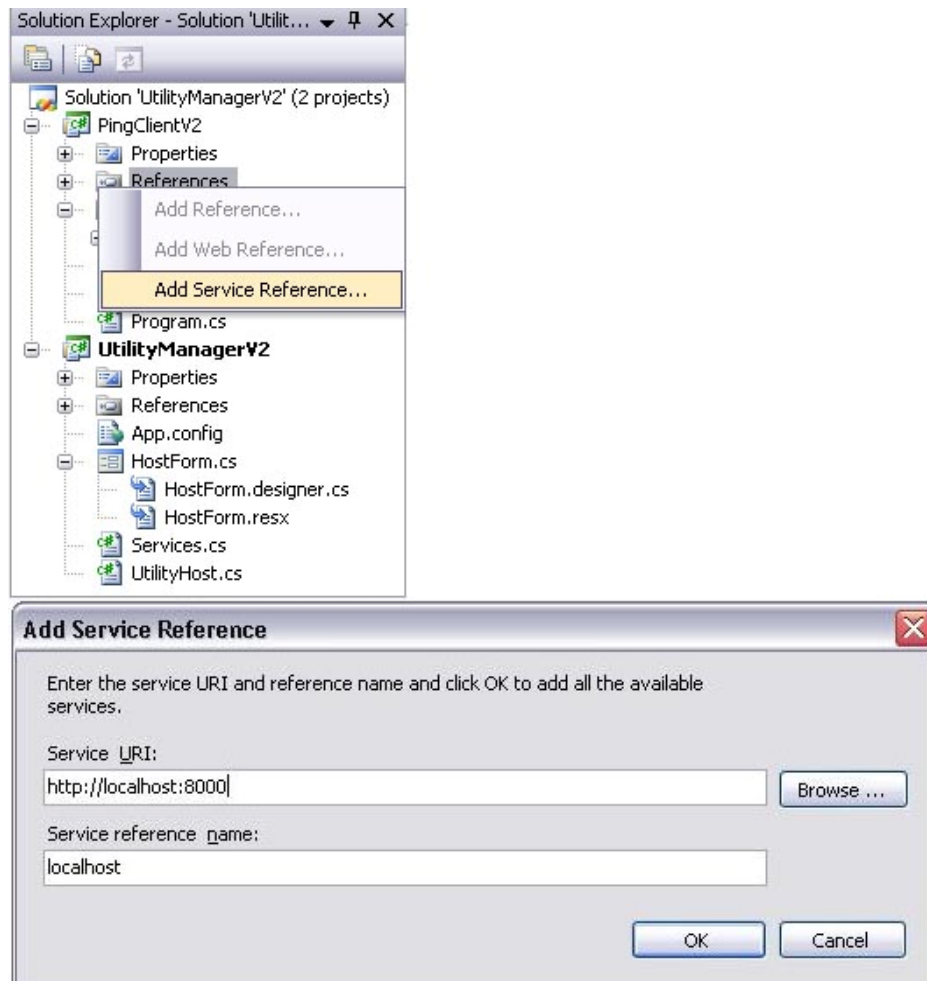 Solution Explorer - Solution 'Utilit...
Solution 'UtilityManagerV2' (2 projects)
PingClientV2
Properties
References
Add Reference...
Add Web Reference...
Add Service Reference...
Program.cs
UtilityManagerV2
Properties
References
App.config
HostForm.cs
HostForm.designer.cs
HostForm.resx
Services.cs
UtilityHost.cs
Add Service Reference
Enter the service URI and reference name and click OK to add all the available
services.
Service URI:
http://localhost:8000
Browse ...
Service reference name:
localhost
OK
Cancel